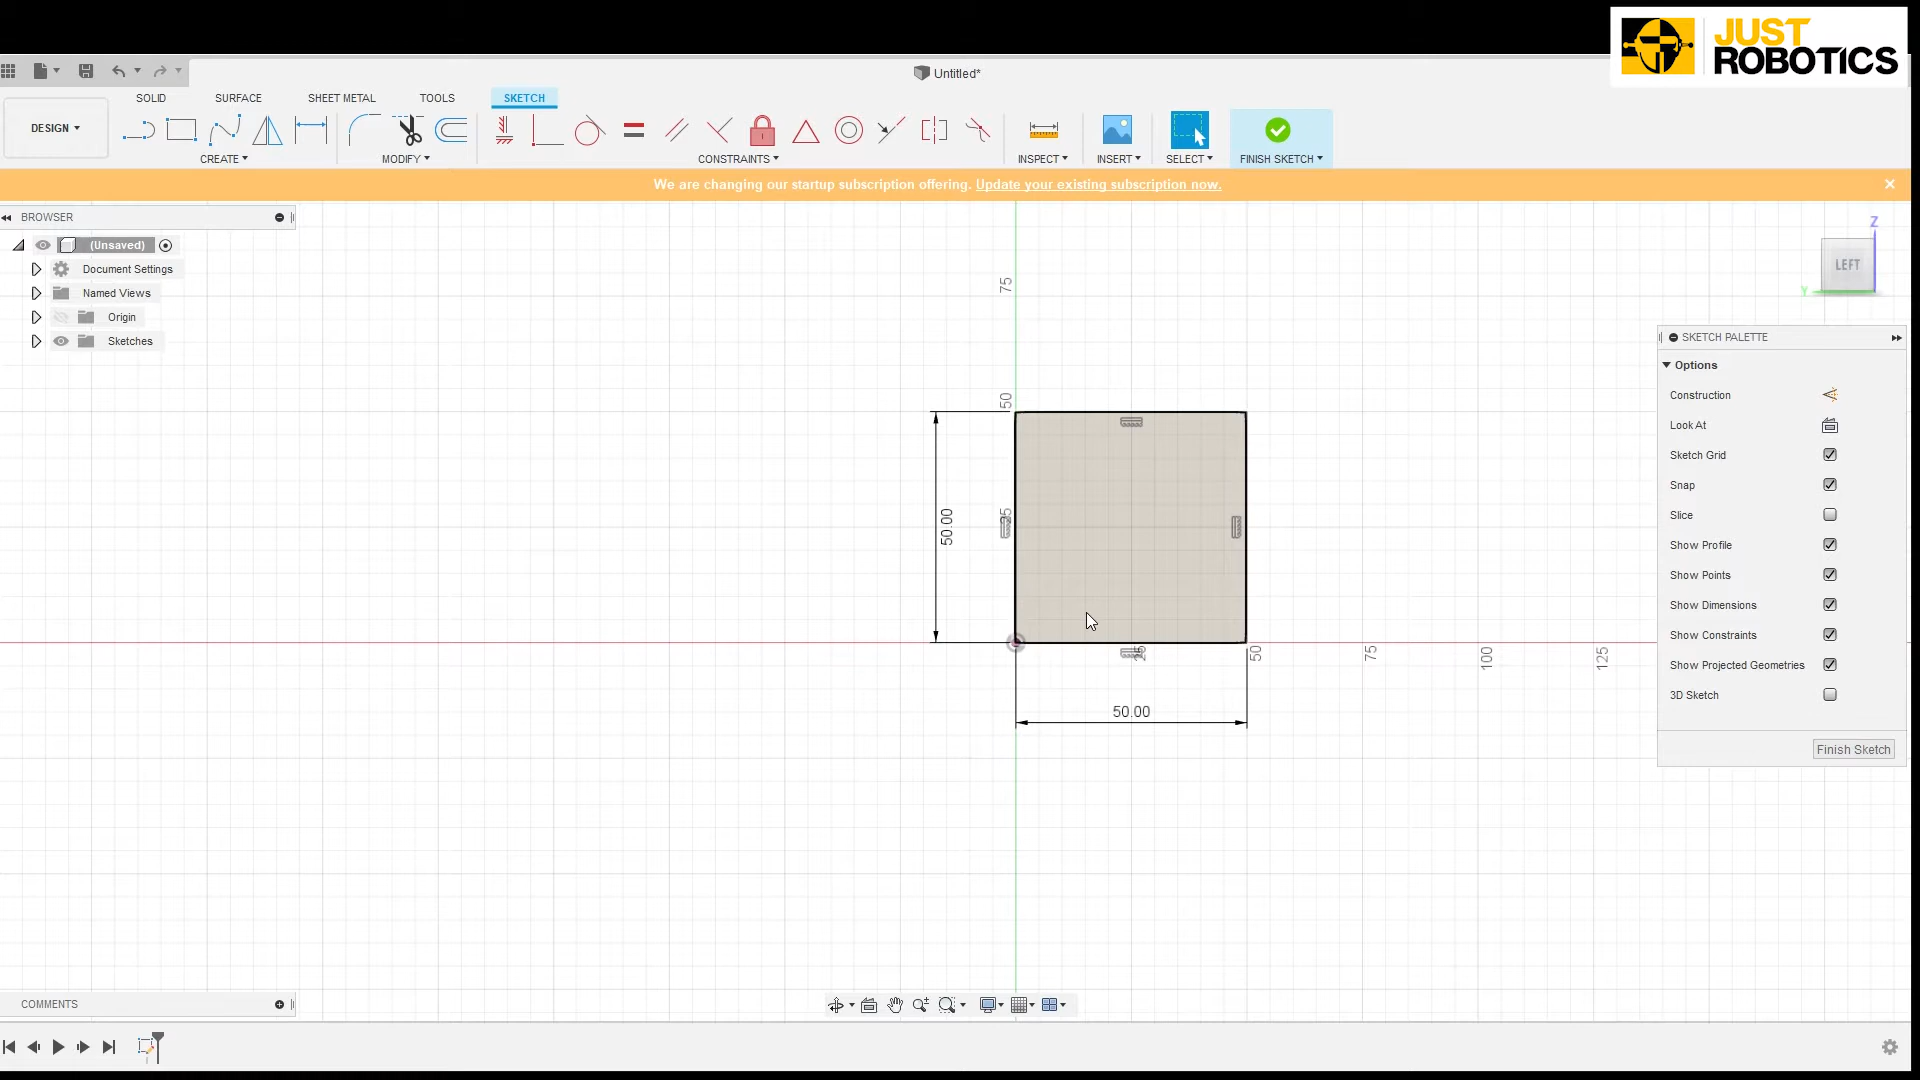 JUST
ROBOTICS
Untitled*
SOLID SURFACE SHEET METAL TOOLS SKETCH
DESIGN
CREATE MODIFY CONSTRAINTS INSPECT INSERT SELECT FINISH SKETCH
We are changing our startup subscription offering. Update your existing subscription now.
BROWSER
(Unsaved)
Document Settings
Named Views
Origin
Sketches
Z
LEFT
Y
75
50
25
50.00
25
50
75
100
125
50.00
SKETCH PALETTE
Options
Construction
Look At
Sketch Grid
Snap
Slice
Show Profile
Show Points
Show Dimensions
Show Constraints
Show Projected Geometries
3D Sketch
Finish Sketch
COMMENTS